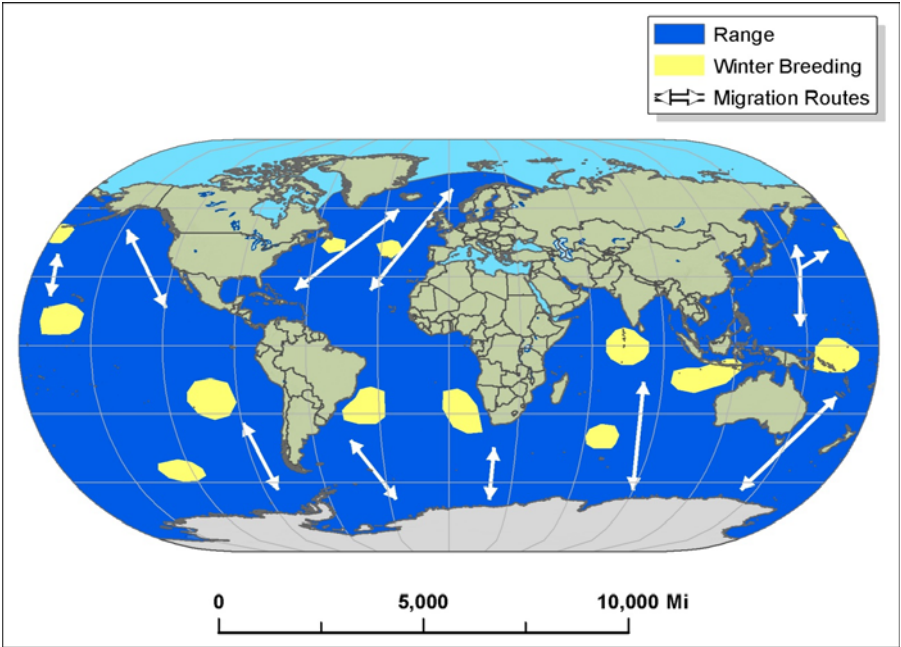 Range
Winter Breeding
Migration Routes
0 5,000 10,000 Mi